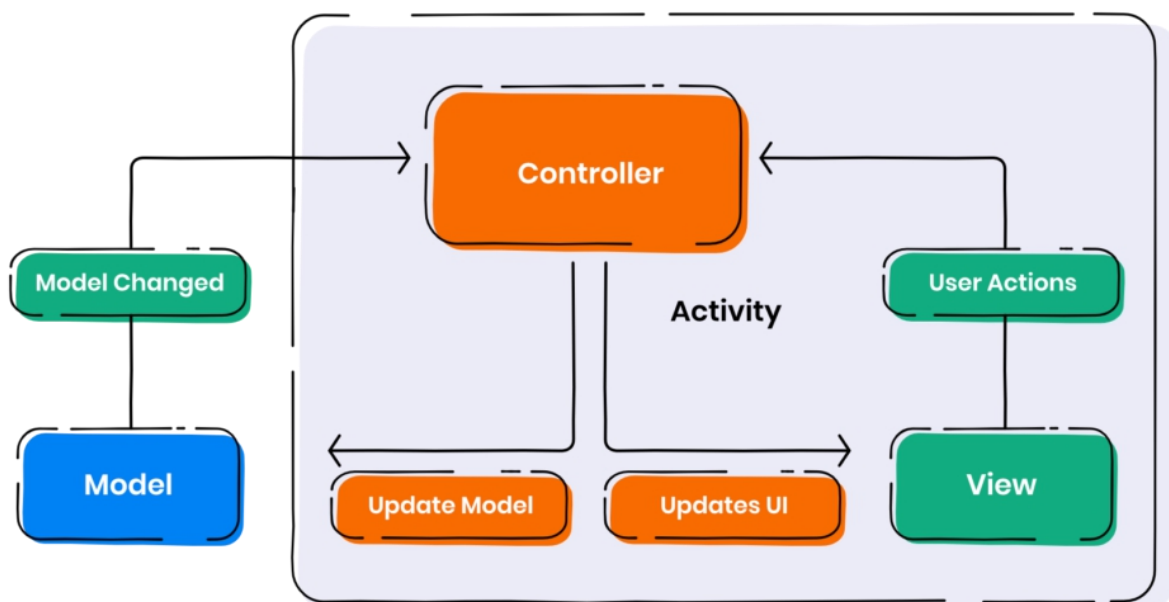 Controller
Model Changed
User Actions
Activity
Model
Update Model
Updates UI
View